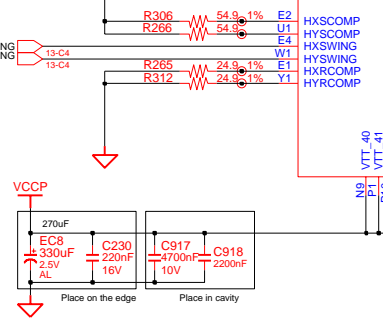 R306 54.9 1% E2 HXSCOMP
R266 54.9 U1 HYSCOMP
E4 HXSWING
NG 13-C4 W1 HYSWING
NG 13-C4
R265 24.9 1% E1 HXRCOMP
R312 24.9 1% Y1 HYRCOMP
VTT_40
VTT_41
N9
P1
VCCP
270uF
EC8
330uF
2.5V
AL
C230
220nF
16V
C917
4700nF
10V
C918
2200nF
Place on the edge
Place in cavity